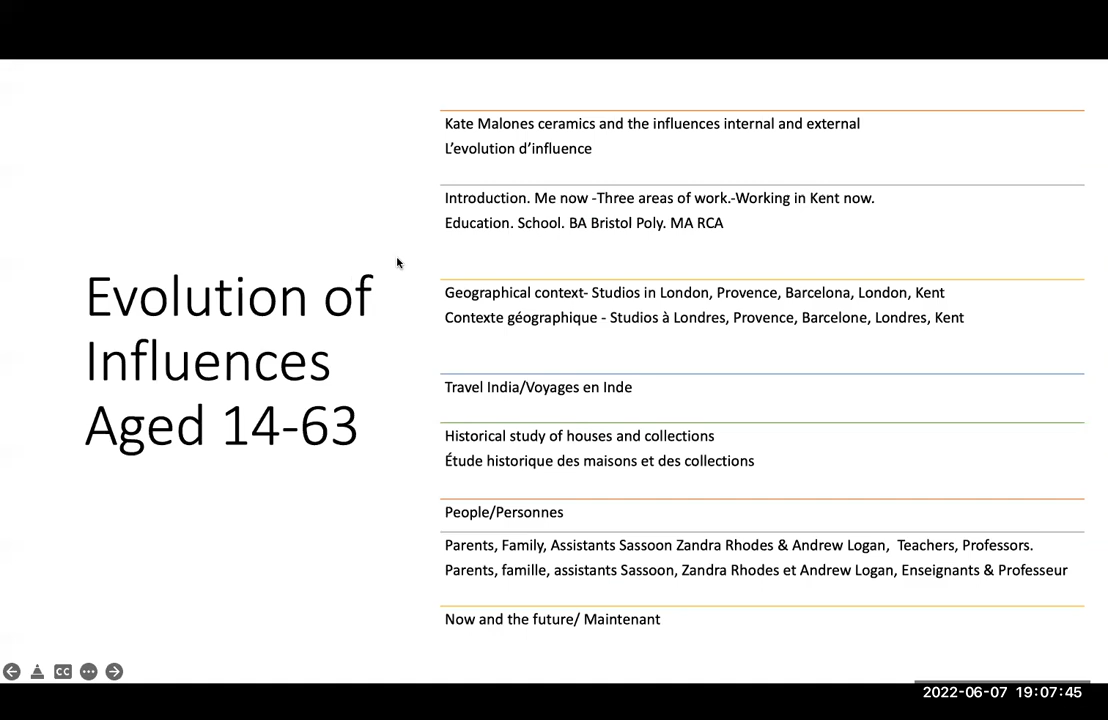 Evolution of
Influences
Aged 14-63
Kate Malones ceramics and the influences internal and external
L’evolution d’influence
Introduction. Me now -Three areas of work.-Working in Kent now.
Education. School. BA Bristol Poly. MA RCA
Geographical context- Studios in London, Provence, Barcelona, London, Kent
Contexte géographique - Studios à Londres, Provence, Barcelone, Londres, Kent
Travel India/Voyages en Inde
Historical study of houses and collections
Étude historique des maisons et des collections
People/Personnes
Parents, Family, Assistants Sassoon Zandra Rhodes & Andrew Logan, Teachers, Professors.
Parents, famille, assistants Sassoon, Zandra Rhodes et Andrew Logan, Enseignants & Professeur
Now and the future/ Maintenant
CC
2022-06-07 19:07:45